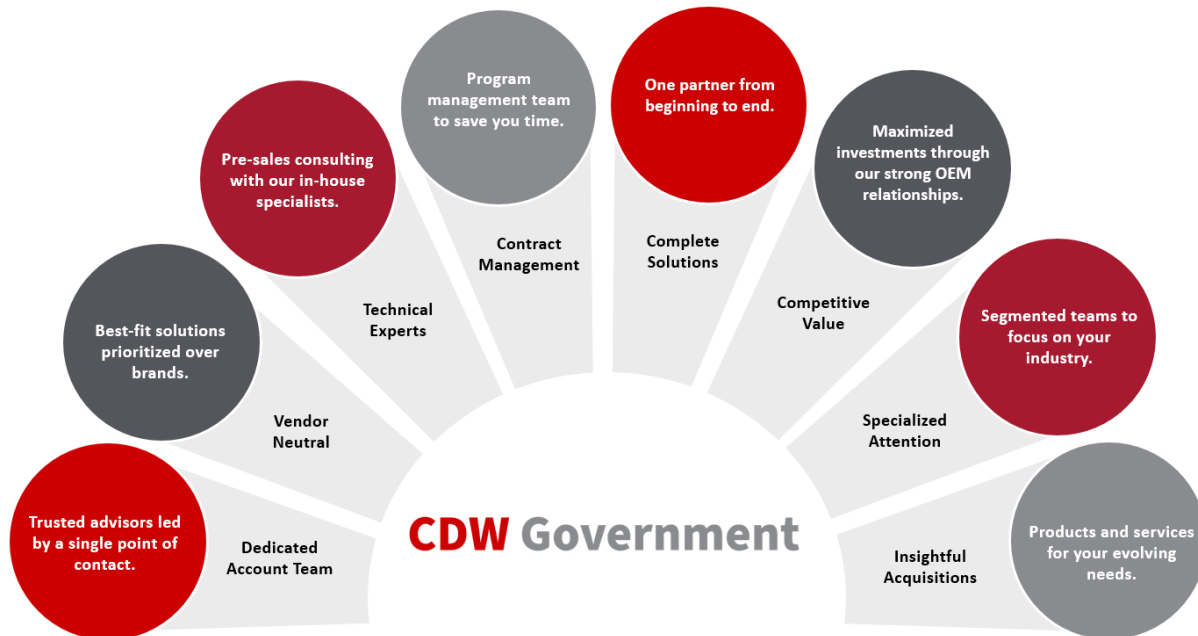 Trusted advisors led
by a single point of
contact.
Dedicated
Account Team
Best-fit solutions
prioritized over
brands.
Vendor
Neutral
Pre-sales consulting
with our in-house
specialists.
Technical
Experts
Program
management team
to save you time.
Contract
Management
One partner from
beginning to end.
Complete
Solutions
Maximized
investments through
our strong OEM
relationships.
Competitive
Value
Segmented teams to
focus on your
industry.
Specialized
Attention
Products and services
for your evolving
needs.
Insightful
Acquisitions
CDW Government